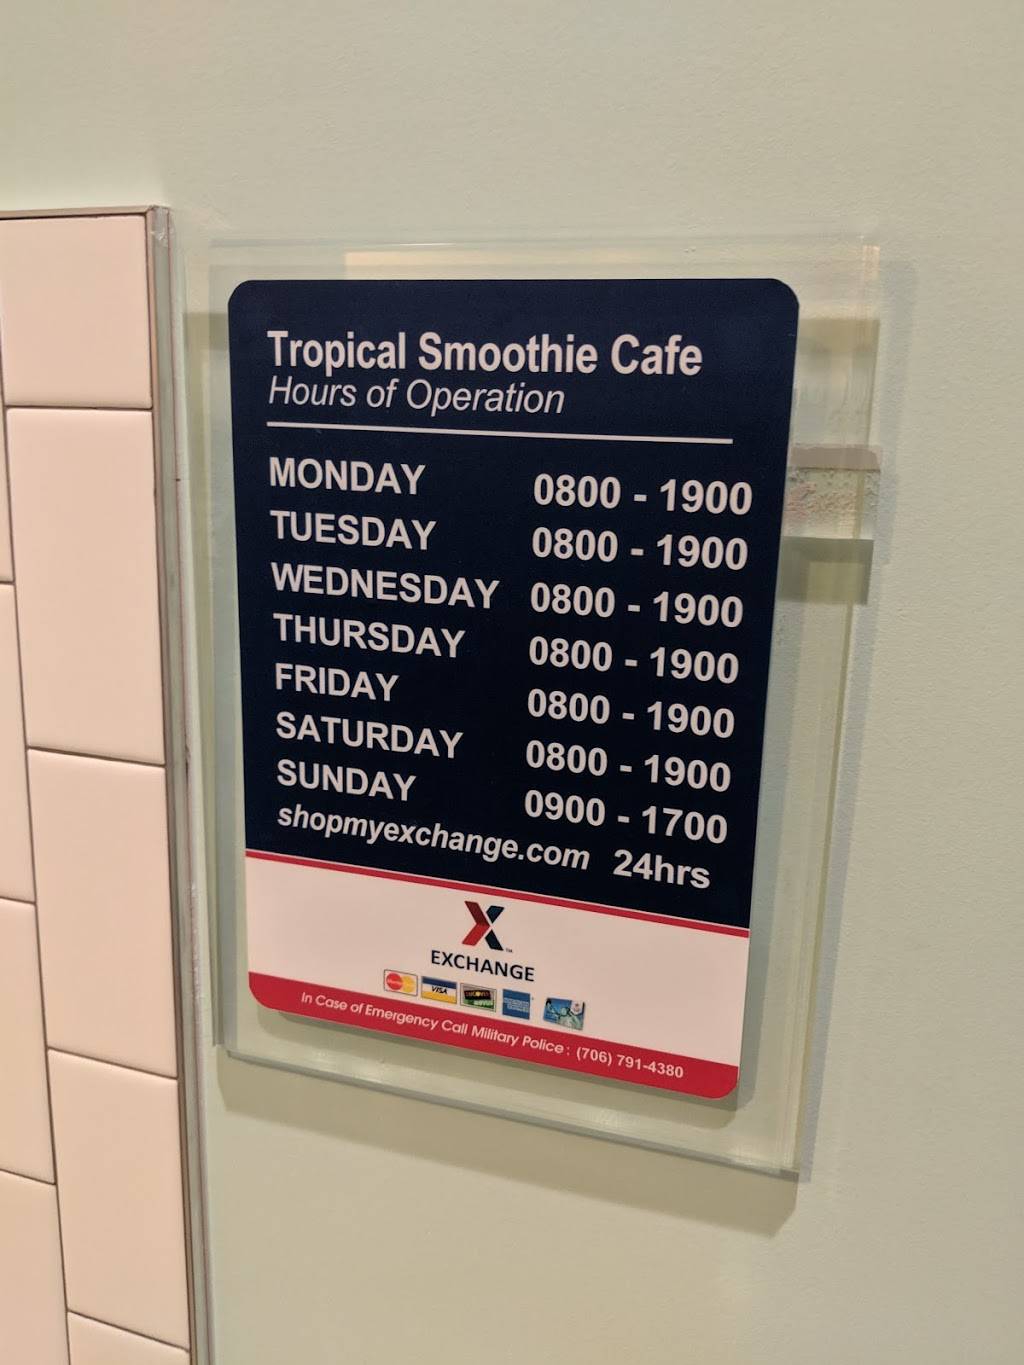 Tropical Smoothie Cafe
Hours of Operation
MONDAY 0800 - 1900
TUESDAY 0800 - 1900
WEDNESDAY 0800 - 1900
THURSDAY 0800 - 1900
FRIDAY 0800 - 1900
SATURDAY 0800 - 1900
SUNDAY 0900 - 1700
shopmyexchange.com 24hrs
X
EXCHANGE
VISA
In Case of Emergency Call Military Police: (706) 791-4380